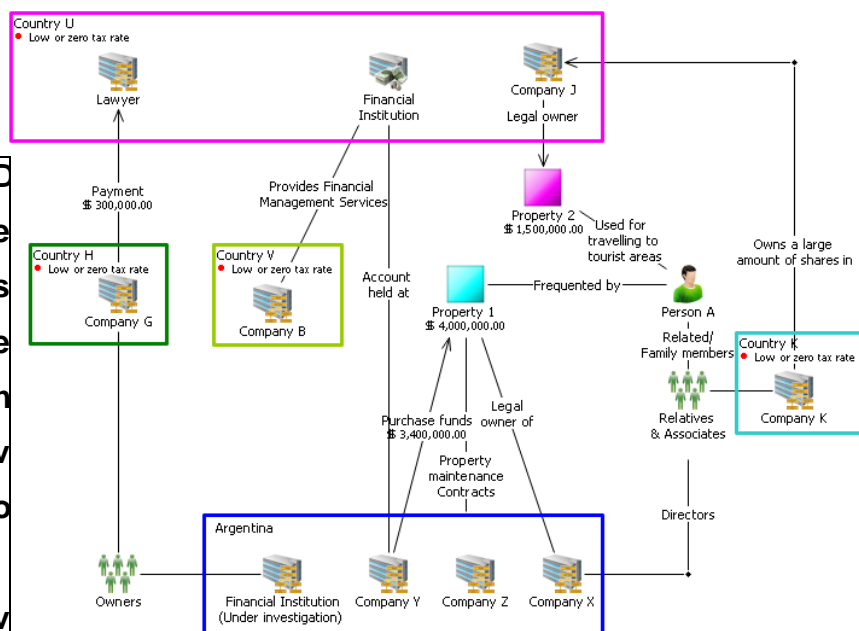 Country U
Low or zero tax rate
Lawyer
Financial
Institution
Company J
Legal owner
Payment
$ 300,000.00
Provides Financial
Management Services
Property 2
$ 1,500,000.00
Used for
travelling to
tourist areas
Owns a large
amount of shares in
Country H
Low or zero tax rate
Company G
Country V
Low or zero tax rate
Company B
Account
held at
Property 1
$ 4,000,000.00
Frequented by
Person A
Related/
Family members
Country K
Low or zero tax rate
Company K
Relatives
& Associates
Purchase funds
$ 3,400,000.00
Legal
owner of
Property
maintenance
Contracts
Directors
Argentina
Owners
Financial Institution
(Under investigation)
Company Y
Company Z
Company X
e
s
e
n
v
o
v